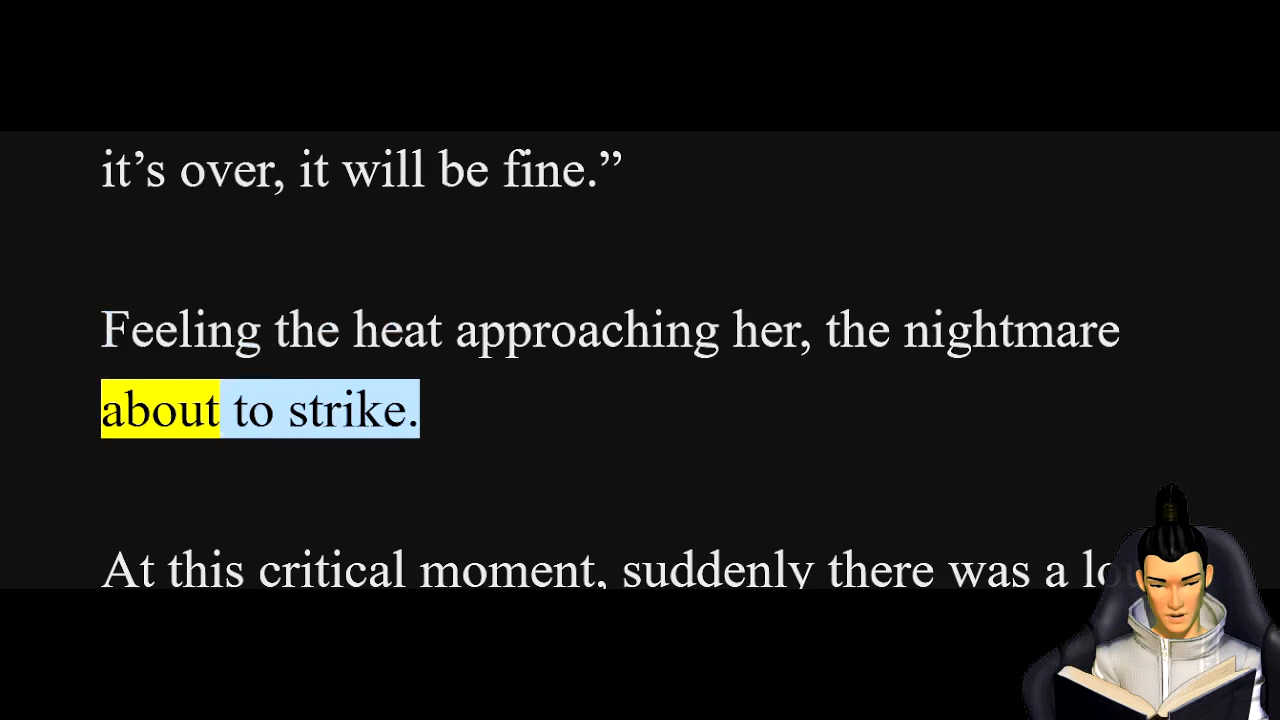 it’s over, it will be fine.”
Feeling the heat approaching her, the nightmare
about to strike.
At this critical moment, suddenly there was a